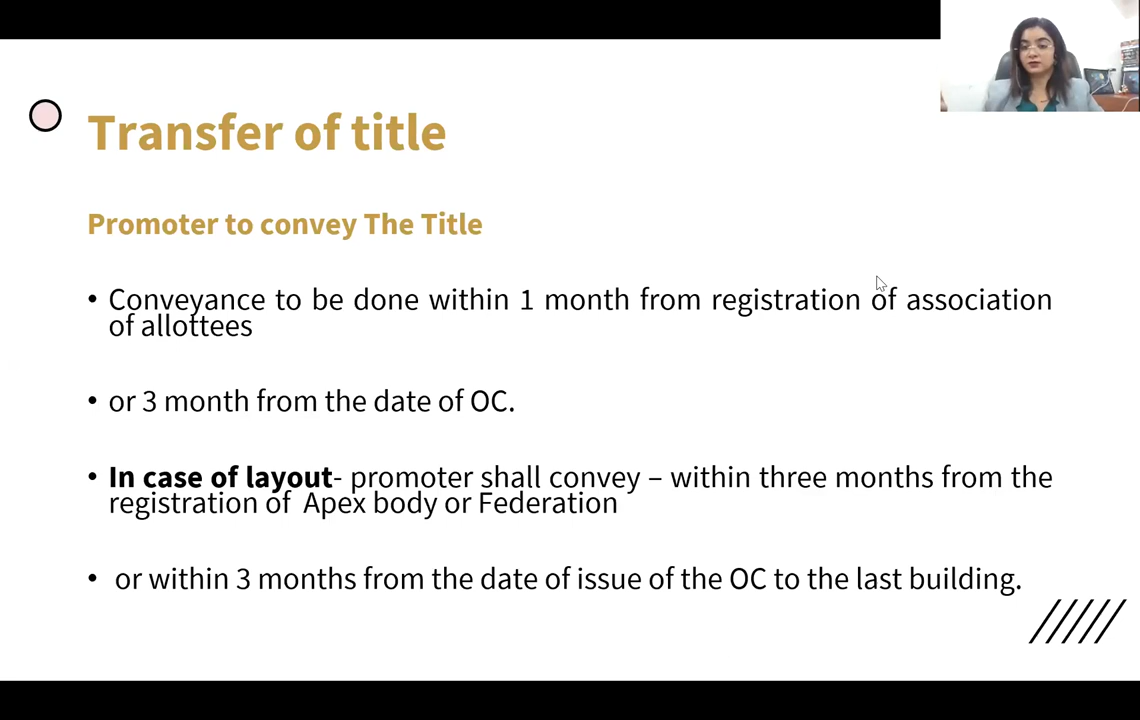 Transfer of title
Promoter to convey The Title
• Conveyance to be done within 1 month from registration of association
of allottees
• or 3 month from the date of OC.
• In case of layout- promoter shall convey – within three months from the
registration of Apex body or Federation
• or within 3 months from the date of issue of the OC to the last building.